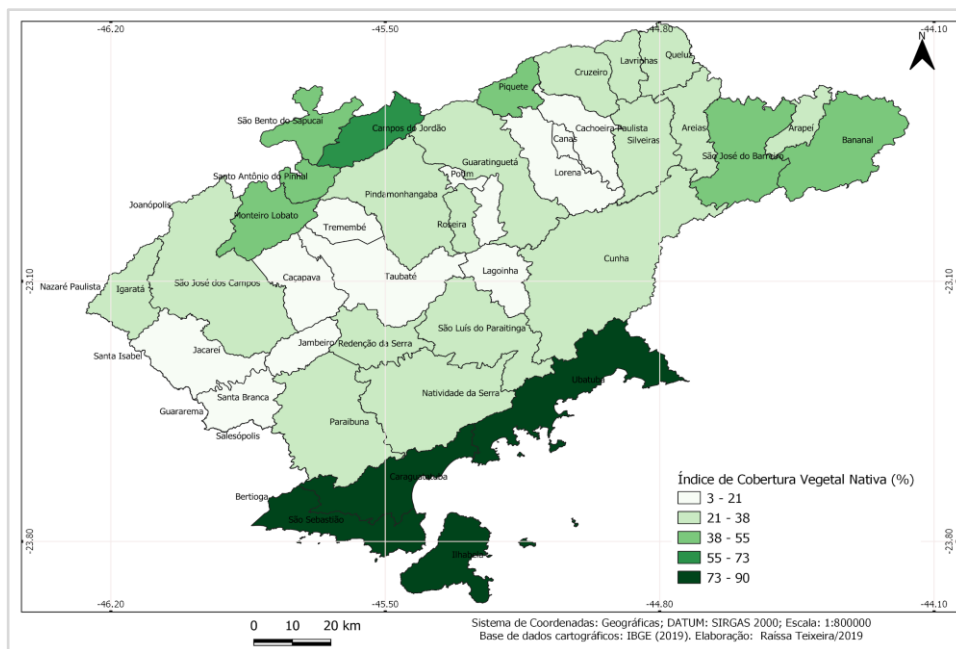 -46.20 -45.50 -44.80 -44.10
N
Queluz
Lavrinhas
Cruzeiro
Piquete
São Bento do Sapucaí
Campos do Jordão
Cachoeira Paulista
Areias
Arapeí
Canas
Silveiras
Bananal
São José do Barreiro
Guaratinguetá
Lorena
Santo Antônio do Pinhal
Potim
Pindamonhangaba
Joanópolis
Monteiro Lobato
Tremembé
Roseira
Cunha
Lagoinha
Caçapava
Taubaté
-23.10 -23.10
São José dos Campos
Nazaré Paulista
Igaratá
São Luís do Paraitinga
Jambeiro
Redenção da Serra
Jacareí
Santa Isabel
Ubatuba
Natividade da Serra
Santa Branca
Guararema
Paraibuna
Salesópolis
Caraguatatuba
Índice de Cobertura Vegetal Nativa (%)
3 - 21
21 - 38
38 - 55
55 - 73
73 - 90
Bertioga
São Sebastião
-23.80 -23.80
Ilhabela
-46.20 -45.50 -44.80 -44.10
0 10 20 km
Sistema de Coordenadas: Geográficas; DATUM: SIRGAS 2000; Escala: 1:800000
Base de dados cartográficos: IBGE (2019). Elaboração: Raíssa Teixeira/2019